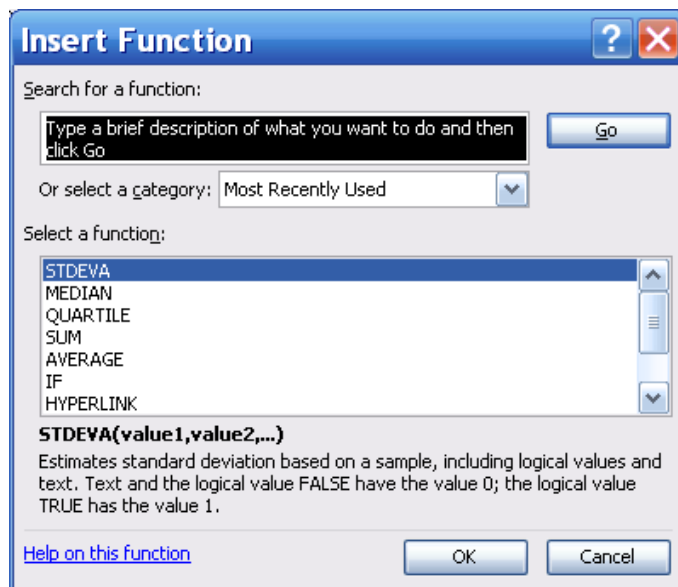 Insert Function
Search for a function:
Type a brief description of what you want to do and then
click Go
Go
Or select a category: Most Recently Used
Select a function:
STDEVA
MEDIAN
QUARTILE
SUM
AVERAGE
IF
HYPERLINK
STDEVA(value1,value2,...)
Estimates standard deviation based on a sample, including logical values and
text. Text and the logical value FALSE have the value 0; the logical value
TRUE has the value 1.
Help on this function
OK
Cancel